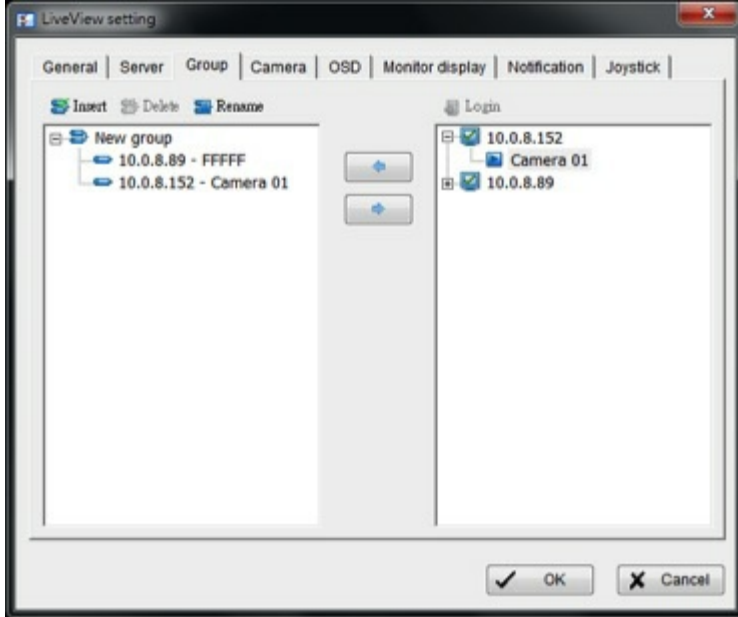 LiveView setting
General Server Group Camera OSD Monitor display Notification Joystick
Insert Delete Rename
Login
New group
10.0.8.89 - FFFFF
10.0.8.152 - Camera 01
10.0.8.152
Camera 01
10.0.8.89
OK Cancel